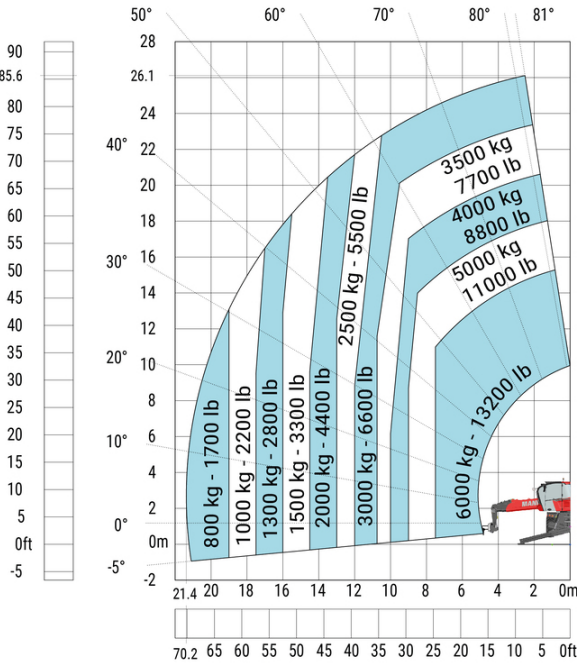 50° 60° 70° 80° 81°
90 28
85.6 26.1
80 24
75
70 40° 22
65 20
60 18
55
50 30° 16
45 14
40 12
35
30 20° 10
25 8
20
15 10° 6
10 4
5 0° 2
0ft 0m
-5 -5° -2
3500 kg
7700 lb
4000 kg
8800 lb
5000 kg
11000 lb
800 kg - 1700 lb
1000 kg - 2200 lb
1300 kg - 2800 lb
1500 kg - 3300 lb
2000 kg - 4400 lb
2500 kg - 5500 lb
3000 kg - 6600 lb
6000 kg - 13200 lb
21.4 20 18 16 14 12 10 8 6 4 2 0m
70.2 65 60 55 50 45 40 35 30 25 20 15 10 5 0ft